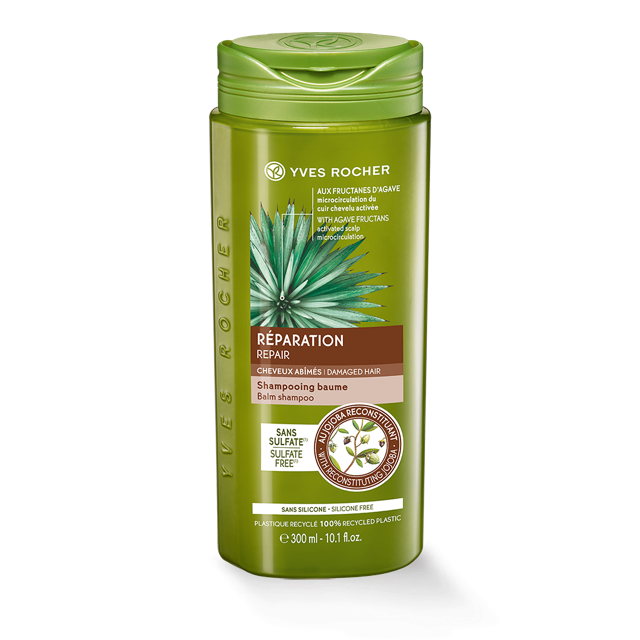 YVES ROCHER
AUX FRUCTANES D'AGAVE
microcirculation du
cuir chevelu activée
WITH AGAVE FRUCTANS
activated scalp
microcirculation
YVES ROCHER
RÉPARATION
REPAIR
CHEVEUX ABÎMÉS | DAMAGED HAIR
Shampooing baume
Balm shampoo
SANS
SULFATE(1)
SULFATE
FREE(1)
AU JOJOBA RECONSTITUANT
• WITH RECONSTITUTING JOJOBA •
SANS SILICONE - SILICONE FREE
PLASTIQUE RECYCLÉ 100% RECYCLED PLASTIC
℮ 300 ml - 10.1 fl.oz.